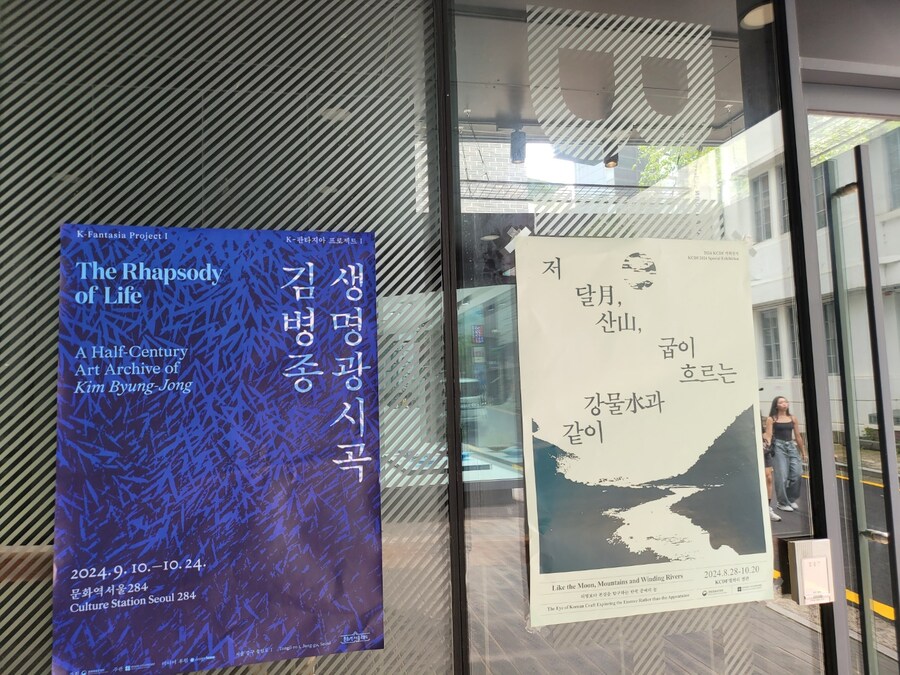 K-Fantasia Project 1
K-판타지아 프로젝트 1
The Rhapsody
of Life
A Half-Century
Art Archive of
Kim Byung-Jong
생명광시곡
김병종
2024. 9. 10.–10. 24.
문화역서울284
Culture Station Seoul 284
B
저
달月,
산山,
굽이
흐르는
강물水과
같이
Like the Moon, Mountains and Winding Rivers
2024.8.28-10.20